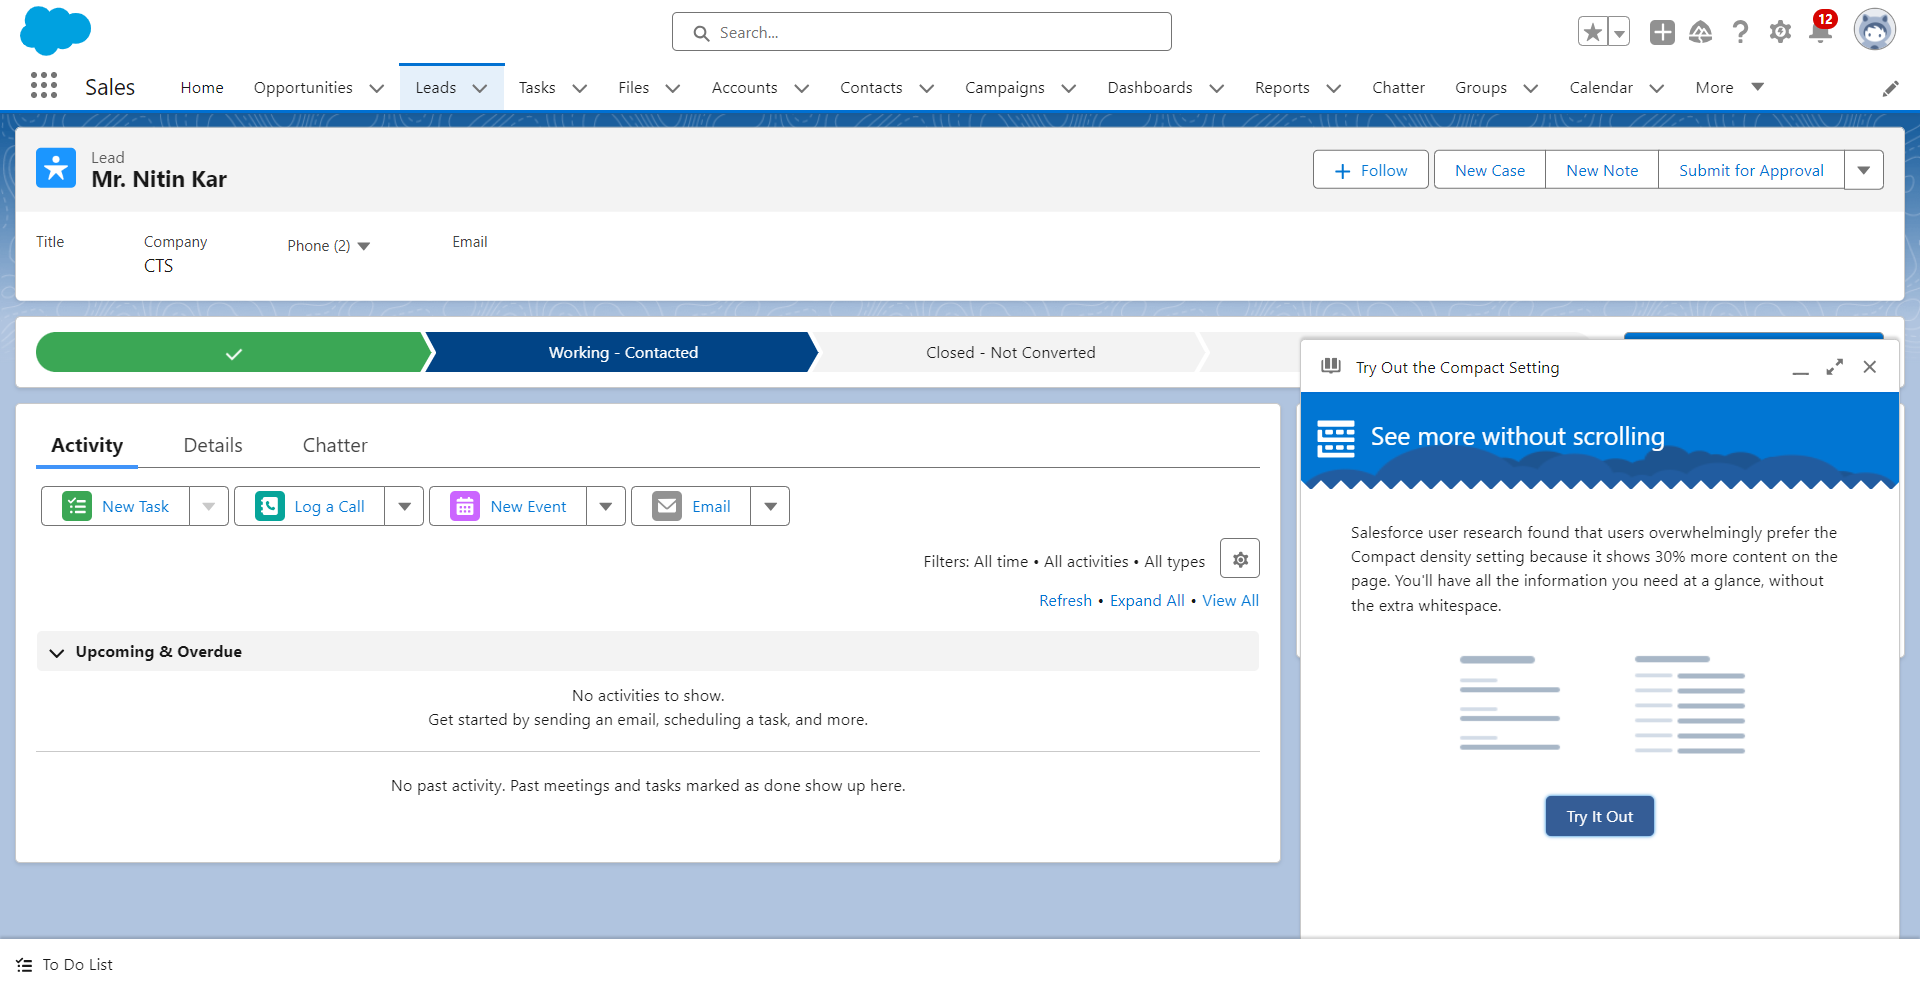 Search...
12
Sales
Home
Opportunities
Leads
Tasks
Files
Accounts
Contacts
Campaigns
Dashboards
Reports
Chatter
Groups
Calendar
More
Lead
Mr. Nitin Kar
Follow
New Case
New Note
Submit for Approval
Title
Company
Phone (2)
Email
CTS
Working - Contacted
Closed - Not Converted
Try Out the Compact Setting
See more without scrolling
Salesforce user research found that users overwhelmingly prefer the
Compact density setting because it shows 30% more content on the
page. You'll have all the information you need at a glance, without
the extra whitespace.
Try It Out
Activity
Details
Chatter
New Task
Log a Call
New Event
Email
Filters: All time • All activities • All types
Refresh • Expand All • View All
Upcoming & Overdue
No activities to show.
Get started by sending an email, scheduling a task, and more.
No past activity. Past meetings and tasks marked as done show up here.
To Do List